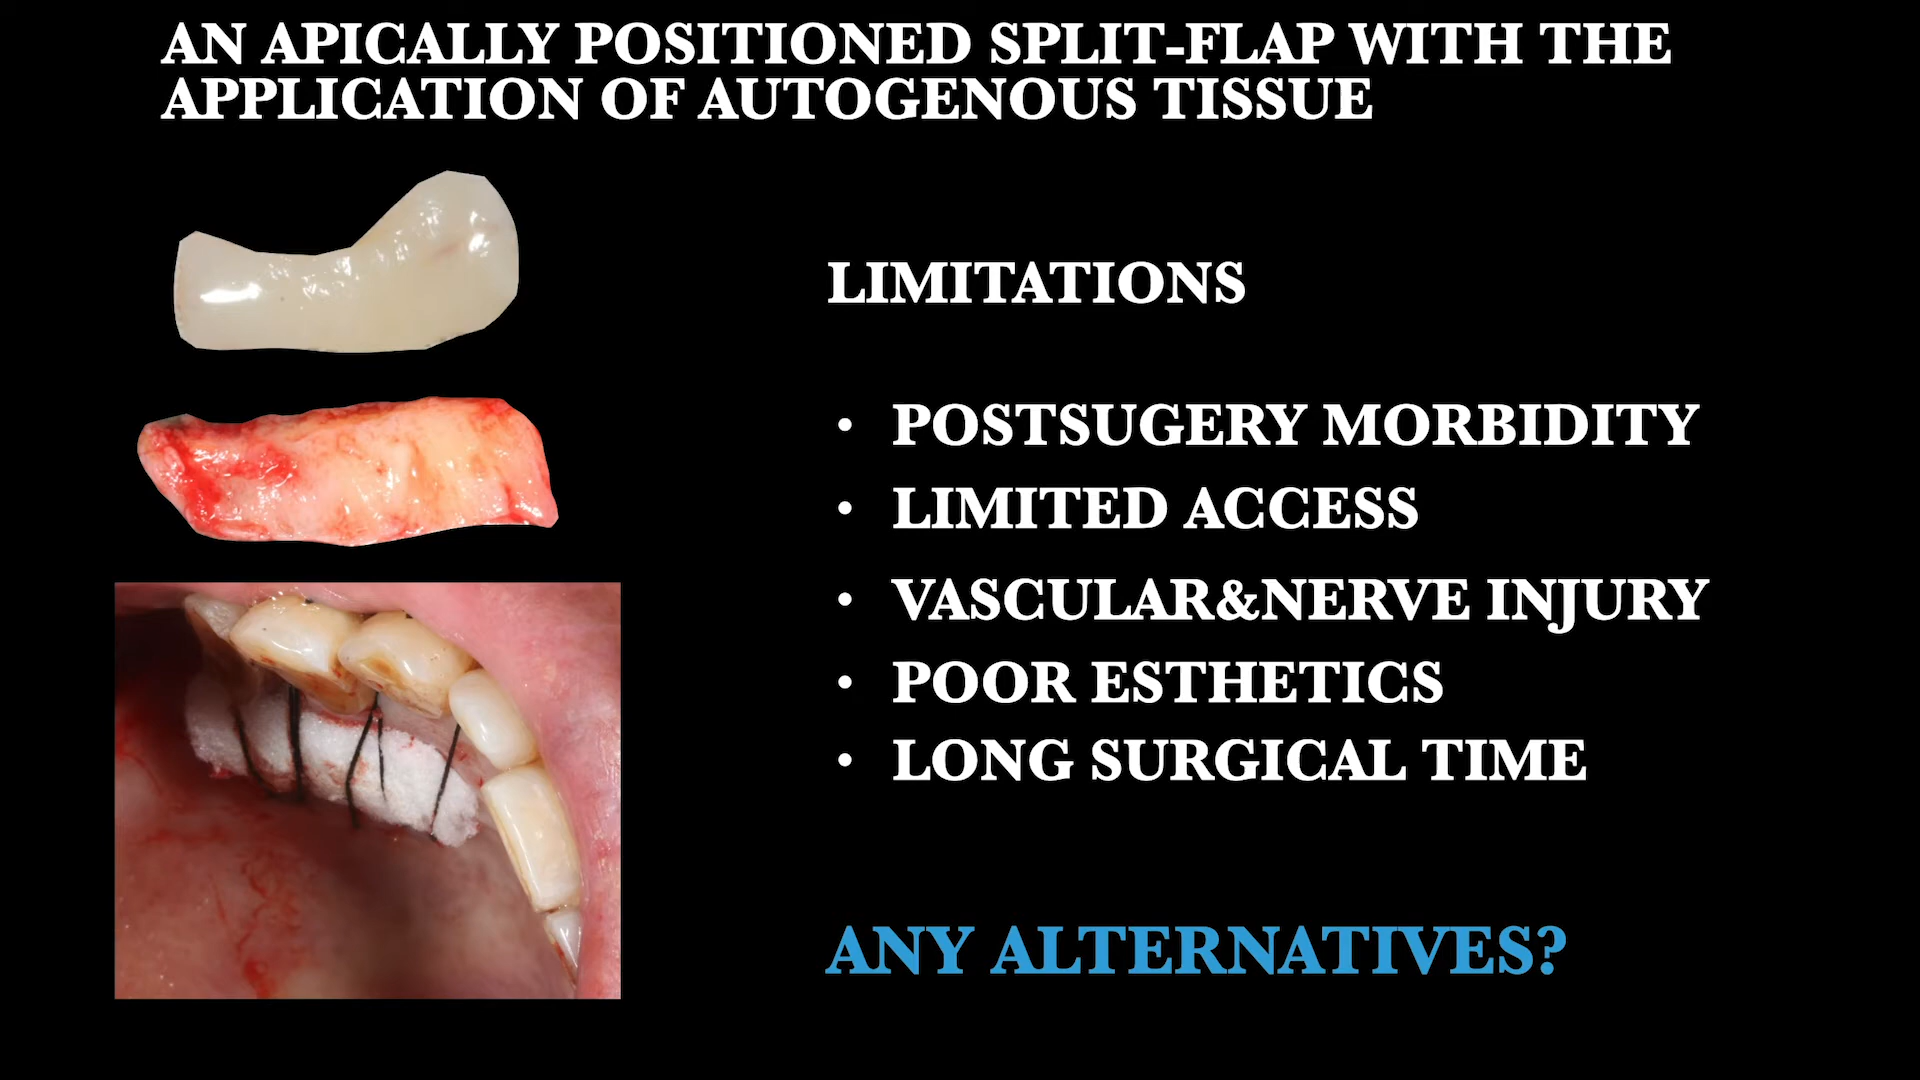 AN APICALLY POSITIONED SPLIT-FLAP WITH THE
APPLICATION OF AUTOGENOUS TISSUE
LIMITATIONS
• POSTSUGERY MORBIDITY
• LIMITED ACCESS
• VASCULAR&NERVE INJURY
• POOR ESTHETICS
• LONG SURGICAL TIME
ANY ALTERNATIVES?